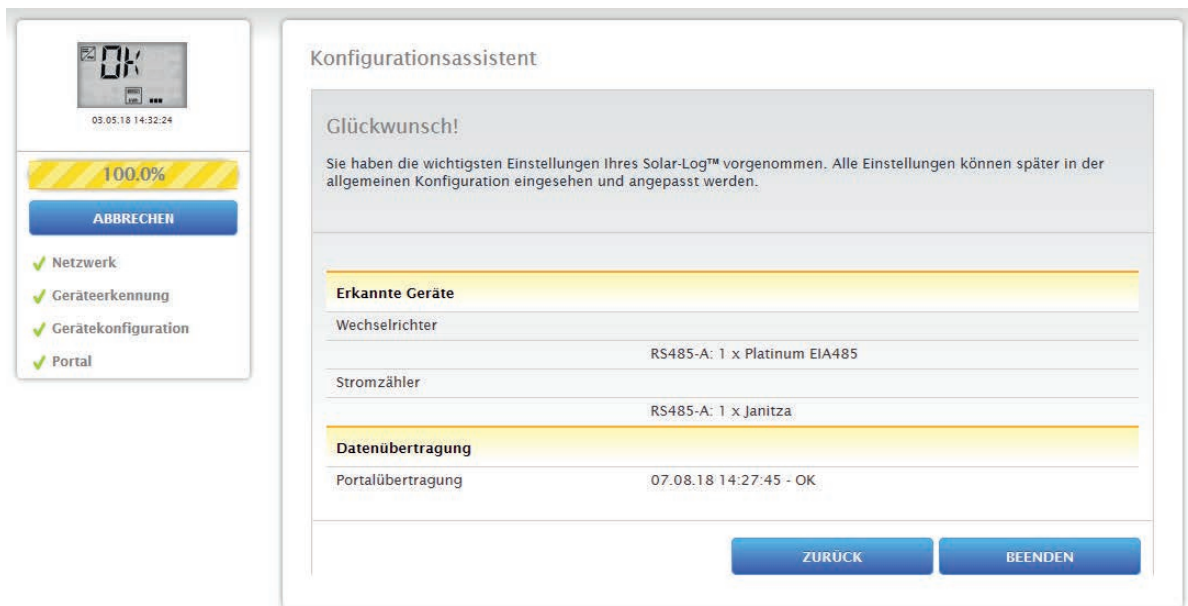 OK
03.05.18 14:32:24
100.0%
ABBRECHEN
Netzwerk
Geräteerkennung
Gerätekonfiguration
Portal
Konfigurationsassistent
Glückwunsch!
Sie haben die wichtigsten Einstellungen Ihres Solar-Log™ vorgenommen. Alle Einstellungen können später in der
allgemeinen Konfiguration eingesehen und angepasst werden.
Erkannte Geräte
Wechselrichter
RS485-A: 1 x Platinum EIA485
Stromzähler
RS485-A: 1 x Janitza
Datenübertragung
Portalübertragung 07.08.18 14:27:45 - OK
ZURÜCK BEENDEN